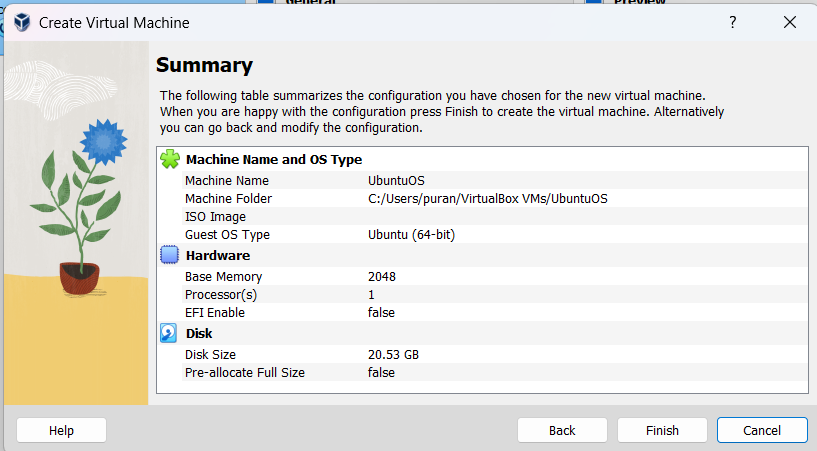 General
Preview
Create Virtual Machine
?
Summary
The following table summarizes the configuration you have chosen for the new virtual machine.
When you are happy with the configuration press Finish to create the virtual machine. Alternatively
you can go back and modify the configuration.
Machine Name and OS Type
Machine Name UbuntuOS
Machine Folder C:/Users/puran/VirtualBox VMs/UbuntuOS
ISO Image
Guest OS Type Ubuntu (64-bit)
Hardware
Base Memory 2048
Processor(s) 1
EFI Enable false
Disk
Disk Size 20.53 GB
Pre-allocate Full Size false
Help Back Finish Cancel